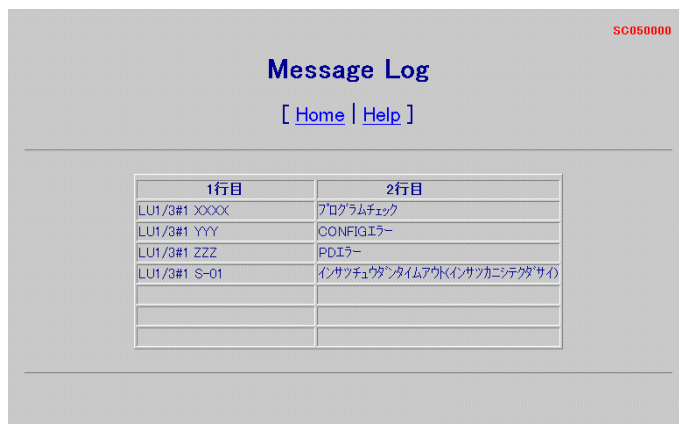 SC050000
Message Log
[ Home | Help ]
1行目 2行目
LU1/3#1 XXXX ﾌﾟﾛｸﾞﾗﾑﾁｪｯｸ
LU1/3#1 YYY CONFIGｴﾗｰ
LU1/3#1 ZZZ PDｴﾗｰ
LU1/3#1 S-01 ｲﾝｻﾂﾁｭｳﾀﾞﾝﾀｲﾑｱｳﾄ(ｲﾝｻﾂｶﾆｼﾃｸﾀﾞｻｲ)